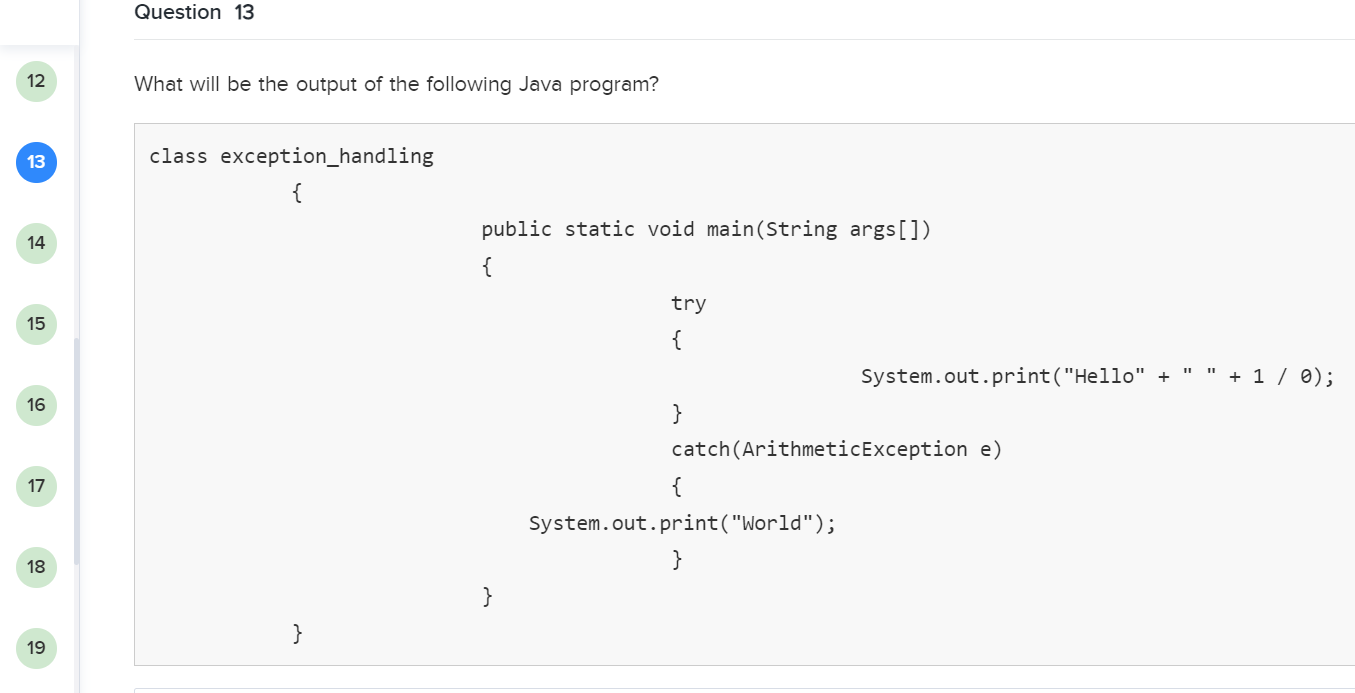 Question 13
12
13
14
15
16
17
18
19
What will be the output of the following Java program?
class exception_handling
{
public static void main(String args[])
{
try
{
System.out.print("Hello" + " " + 1 / 0);
}
catch(ArithmeticException e)
{
System.out.print("World");
}
}
}